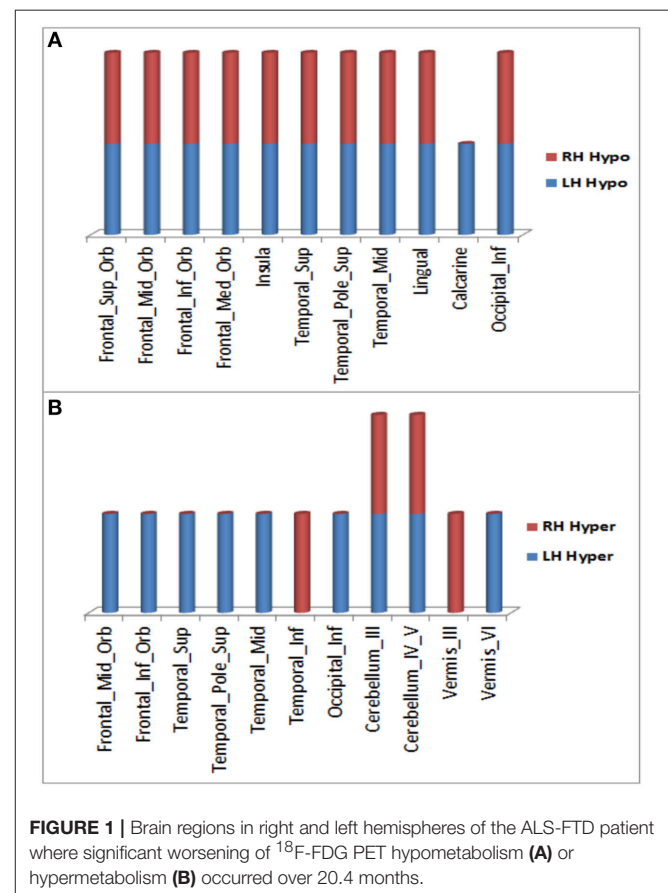 A
RH Hypo
LH Hypo
Frontal_Sup_Orb
Frontal_Mid_Orb
Frontal_Inf_Orb
Frontal_Med_Orb
Insula
Temporal_Sup
Temporal_Pole_Sup
Temporal_Mid
Lingual
Calcarine
Occipital_Inf
B
RH Hyper
LH Hyper
Frontal_Mid_Orb
Frontal_Inf_Orb
Temporal_Sup
Temporal_Pole_Sup
Temporal_Mid
Temporal_Inf
Occipital_Inf
Cerebellum_III
Cerebellum_IV_V
Vermis_III
Vermis_VI
FIGURE 1 | Brain regions in right and left hemispheres of the ALS-FTD patient
where significant worsening of ¹⁸F-FDG PET hypometabolism (A) or
hypermetabolism (B) occurred over 20.4 months.